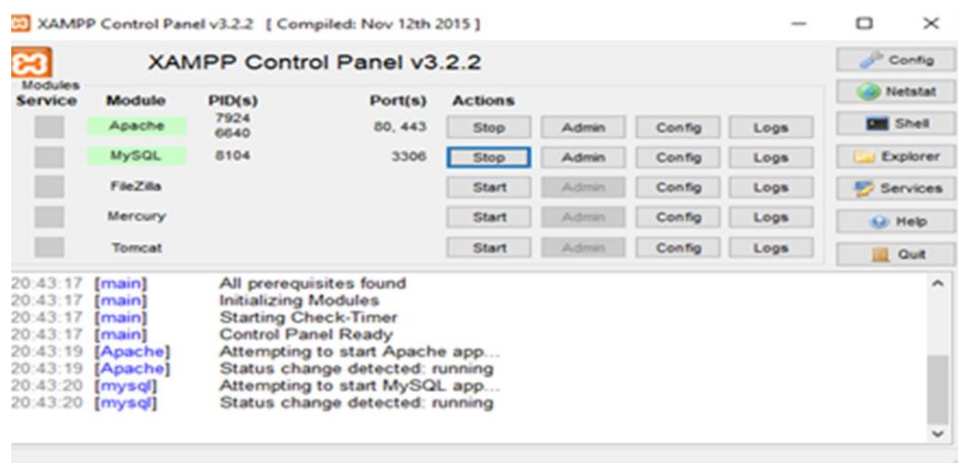 XAMPP Control Panel v3.2.2 [ Compiled: Nov 12th 2015 ]
XAMPP Control Panel v3.2.2
Config
Modules
Service Module PID(s) Port(s) Actions
Netstat
Apache 7924 6640 80, 443 Stop Admin Config Logs
Shell
MySQL 8104 3306 Stop Admin Config Logs
Explorer
FileZilla Start Admin Config Logs
Services
Mercury Start Admin Config Logs
Help
Tomcat Start Admin Config Logs
Quit
20:43:17 [main] All prerequisites found
20:43:17 [main] Initializing Modules
20:43:17 [main] Starting Check-Timer
20:43:17 [main] Control Panel Ready
20:43:19 [Apache] Attempting to start Apache app...
20:43:19 [Apache] Status change detected: running
20:43:20 [mysql] Attempting to start MySQL app...
20:43:20 [mysql] Status change detected: running